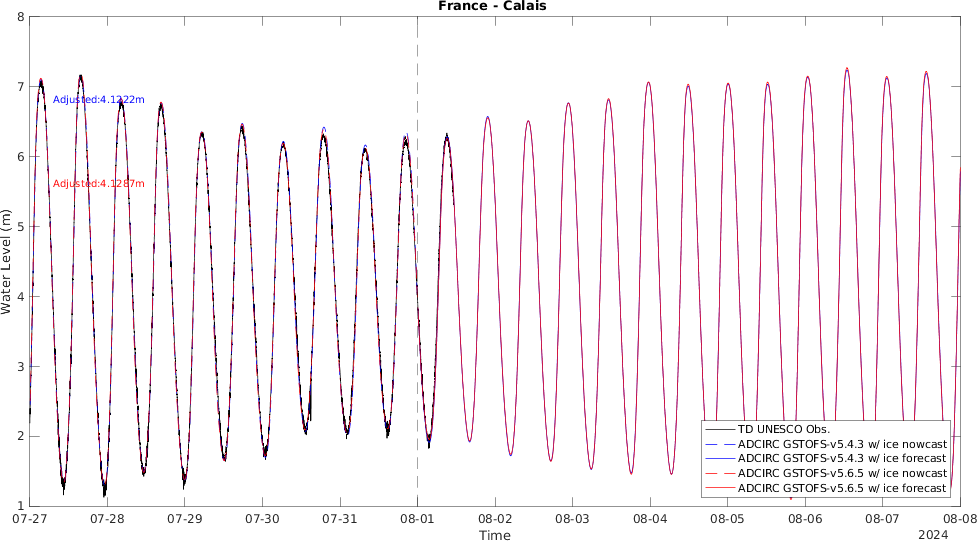 France - Calais
8
7
6
5
4
3
2
1
Water Level (m)
Adjusted:4.1222m
Adjusted:4.1287m
TD UNESCO Obs.
ADCIRC GSTOFS-v5.4.3 w/ ice nowcast
ADCIRC GSTOFS-v5.4.3 w/ ice forecast
ADCIRC GSTOFS-v5.6.5 w/ ice nowcast
ADCIRC GSTOFS-v5.6.5 w/ ice forecast
07-27 07-28 07-29 07-30 07-31 08-01 08-02 08-03 08-04 08-05 08-06 08-07 08-08
Time
2024